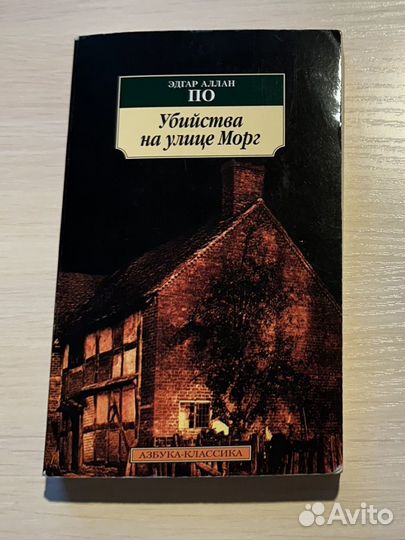 ЭДГАР АЛЛАН
ПО
Убийства
на улице Морг
АЗБУКА-КЛАССИКА
Avito